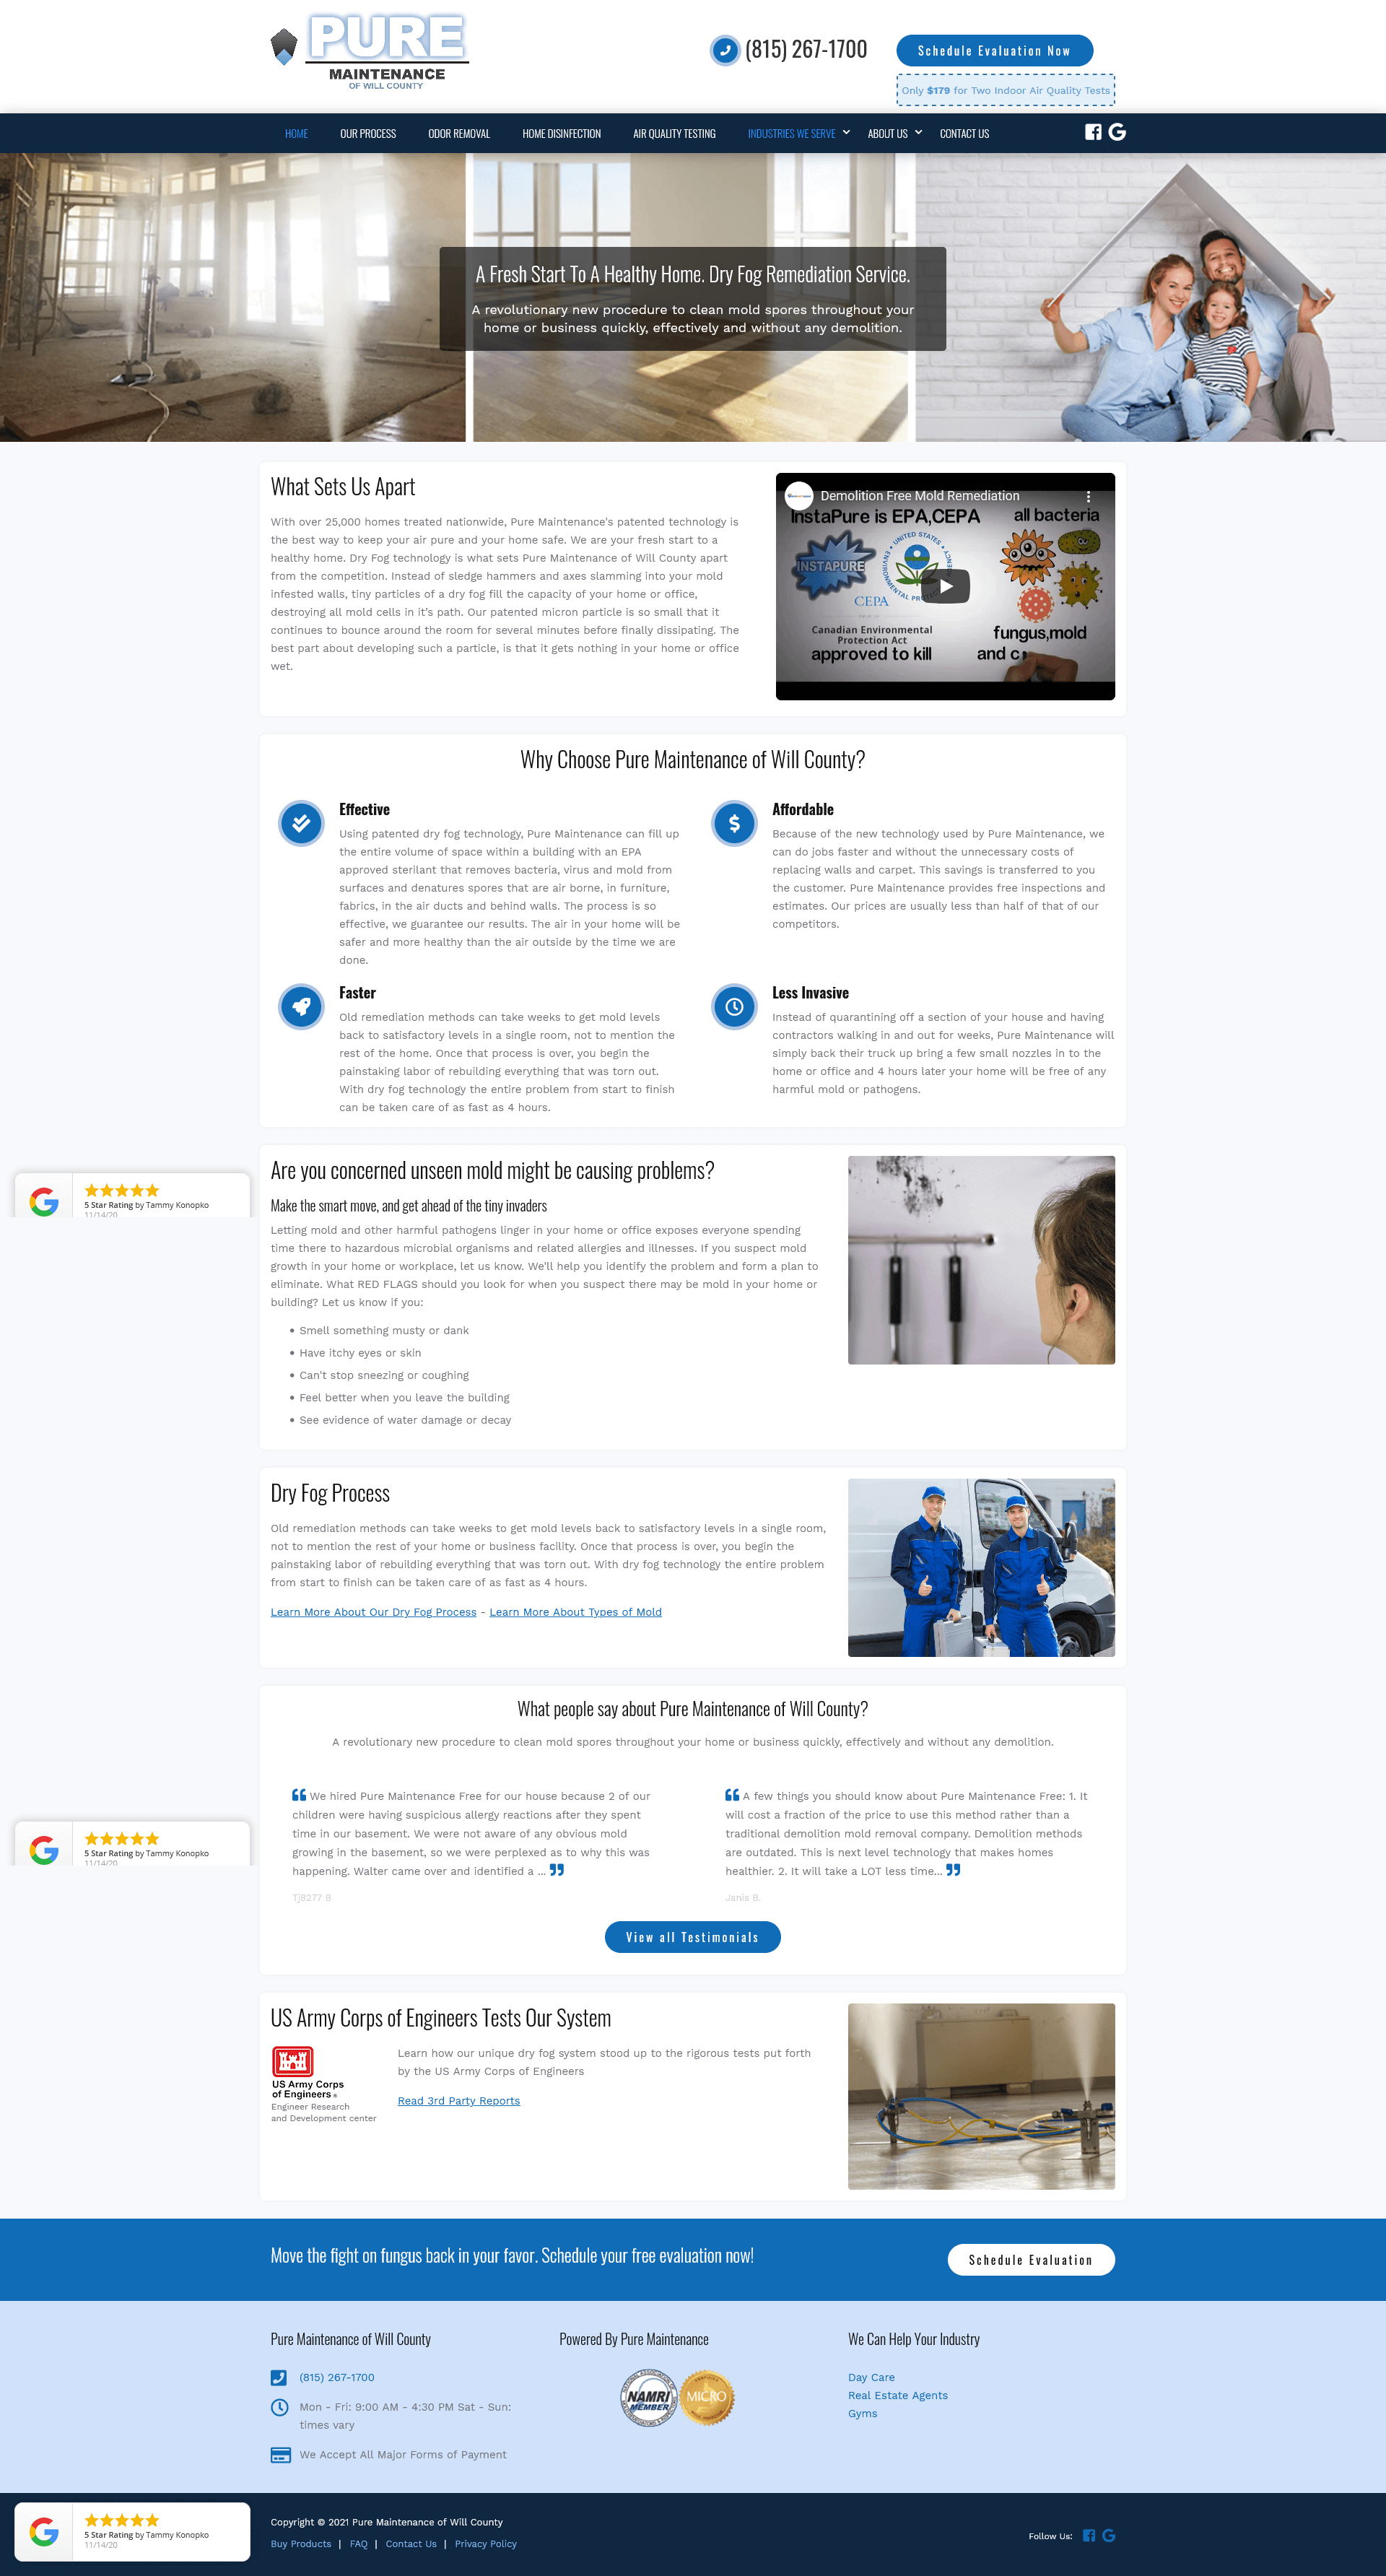 PURE
MAINTENANCE
OF WILL COUNTY
(815) 267-1700
Schedule Evaluation Now
Only $179 for Two Indoor Air Quality Tests
HOME OUR PROCESS ODOR REMOVAL HOME DISINFECTION AIR QUALITY TESTING INDUSTRIES WE SERVE ABOUT US CONTACT US
A Fresh Start To A Healthy Home. Dry Fog Remediation Service.
A revolutionary new procedure to clean mold spores throughout your
home or business quickly, effectively and without any demolition.
What Sets Us Apart
With over 25,000 homes treated nationwide, Pure Maintenance's patented technology is
the best way to keep your air pure and your home safe. We are your fresh start to a
healthy home. Dry Fog technology is what sets Pure Maintenance of Will County apart
from the competition. Instead of sledge hammers and axes slamming into your mold
infested walls, tiny particles of a dry fog fill the capacity of your home or office,
destroying all mold cells in it's path. Our patented micron particle is so small that it
continues to bounce around the room for several minutes before finally dissipating. The
best part about developing such a particle, is that it gets nothing in your home or office
wet.
Demolition Free Mold Remediation
InstaPure is EPA,CEPA
all bacteria
INSTAPURE
UNITED STATES
CEPA
Canadian Environmental
Protection Act
approved to kill
fungus,mold
and c
Why Choose Pure Maintenance of Will County?
Effective
Using patented dry fog technology, Pure Maintenance can fill up
the entire volume of space within a building with an EPA
approved sterilant that removes bacteria, virus and mold from
surfaces and denatures spores that are air borne, in furniture,
fabrics, in the air ducts and behind walls. The process is so
effective, we guarantee our results. The air in your home will be
safer and more healthy than the air outside by the time we are
done.
Affordable
Because of the new technology used by Pure Maintenance, we
can do jobs faster and without the unnecessary costs of
replacing walls and carpet. This savings is transferred to you
the customer. Pure Maintenance provides free inspections and
estimates. Our prices are usually less than half of that of our
competitors.
Faster
Old remediation methods can take weeks to get mold levels
back to satisfactory levels in a single room, not to mention the
rest of the home. Once that process is over, you begin the
painstaking labor of rebuilding everything that was torn out.
With dry fog technology the entire problem from start to finish
can be taken care of as fast as 4 hours.
Less Invasive
Instead of quarantining off a section of your house and having
contractors walking in and out for weeks, Pure Maintenance will
simply back their truck up bring a few small nozzles in to the
home or office and 4 hours later your home will be free of any
harmful mold or pathogens.
5 Star Rating by Tammy Konopko
11/14/20
Are you concerned unseen mold might be causing problems?
Make the smart move, and get ahead of the tiny invaders
Letting mold and other harmful pathogens linger in your home or office exposes everyone spending
time there to hazardous microbial organisms and related allergies and illnesses. If you suspect mold
growth in your home or workplace, let us know. We'll help you identify the problem and form a plan to
eliminate. What RED FLAGS should you look for when you suspect there may be mold in your home or
building? Let us know if you:
• Smell something musty or dank
• Have itchy eyes or skin
• Can't stop sneezing or coughing
• Feel better when you leave the building
• See evidence of water damage or decay
Dry Fog Process
Old remediation methods can take weeks to get mold levels back to satisfactory levels in a single room,
not to mention the rest of your home or business facility. Once that process is over, you begin the
painstaking labor of rebuilding everything that was torn out. With dry fog technology the entire problem
from start to finish can be taken care of as fast as 4 hours.
Learn More About Our Dry Fog Process - Learn More About Types of Mold
What people say about Pure Maintenance of Will County?
A revolutionary new procedure to clean mold spores throughout your home or business quickly, effectively and without any demolition.
5 Star Rating by Tammy Konopko
11/14/20
“ We hired Pure Maintenance Free for our house because 2 of our
children were having suspicious allergy reactions after they spent
time in our basement. We were not aware of any obvious mold
growing in the basement, so we were perplexed as to why this was
happening. Walter came over and identified a ... ”
Tj8277 B
“ A few things you should know about Pure Maintenance Free: 1. It
will cost a fraction of the price to use this method rather than a
traditional demolition mold removal company. Demolition methods
are outdated. This is next level technology that makes homes
healthier. 2. It will take a LOT less time... ”
Janis B.
View all Testimonials
US Army Corps of Engineers Tests Our System
US Army Corps
of Engineers®
Engineer Research
and Development center
Learn how our unique dry fog system stood up to the rigorous tests put forth
by the US Army Corps of Engineers
Read 3rd Party Reports
Move the fight on fungus back in your favor. Schedule your free evaluation now!
Schedule Evaluation
Pure Maintenance of Will County
(815) 267-1700
Mon - Fri: 9:00 AM - 4:30 PM Sat - Sun:
times vary
We Accept All Major Forms of Payment
Powered By Pure Maintenance
NAMRI
MEMBER
MICRO
We Can Help Your Industry
Day Care
Real Estate Agents
Gyms
5 Star Rating by Tammy Konopko
11/14/20
Copyright © 2021 Pure Maintenance of Will County
Buy Products | FAQ | Contact Us | Privacy Policy
Follow Us: